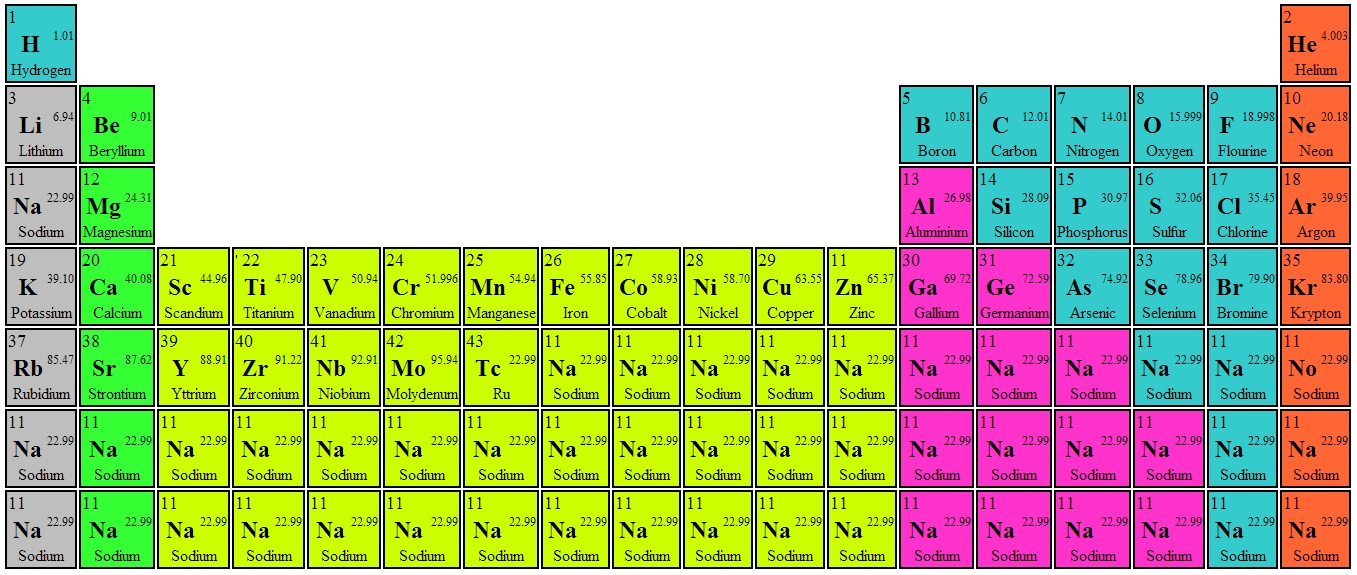 1 2
H 1.01 He 4.003
Hydrogen Helium
3 4 5 6 7 8 9 10
Li 6.94 Be 9.01 B 10.81 C 12.01 N 14.01 O 15.999 F 18.998 Ne 20.18
Lithium Beryllium Boron Carbon Nitrogen Oxygen Flourine Neon
11 12 13 14 15 16 17 18
Na 22.99 Mg 24.31 Al 26.98 Si 28.09 P 30.97 S 32.06 Cl 35.45 Ar 39.95
Sodium Magnesium Aluminium Silicon Phosphorus Sulfur Chlorine Argon
19 20 21 ' 22 23 24 25 26 27 28 29 11 30 31 32 33 34 35
K 39.10 Ca 40.08 Sc 44.96 Ti 47.90 V 50.94 Cr 51.996 Mn 54.94 Fe 55.85 Co 58.93 Ni 58.70 Cu 63.55 Zn 65.37 Ga 69.72 Ge 72.59 As 74.92 Se 78.96 Br 79.90 Kr 83.80
Potassium Calcium Scandium Titanium Vanadium Chromium Manganese Iron Cobalt Nickel Copper Zinc Gallium Germanium Arsenic Selenium Bromine Krypton
37 38 39 40 41 42 43 11 11 11 11 11 11 11 11 11 11 11
Rb 85.47 Sr 87.62 Y 88.91 Zr 91.22 Nb 92.91 Mo 95.94 Tc 22.99 Na 22.99 Na 22.99 Na 22.99 Na 22.99 Na 22.99 Na 22.99 Na 22.99 Na 22.99 Na 22.99 Na 22.99 No 22.99
Rubidium Strontium Yttrium Zirconium Niobium Molydenum Ru Sodium Sodium Sodium Sodium Sodium Sodium Sodium Sodium Sodium Sodium Sodium
11 11 11 11 11 11 11 11 11 11 11 11 11 11 11 11 11 11
Na 22.99 Na 22.99 Na 22.99 Na 22.99 Na 22.99 Na 22.99 Na 22.99 Na 22.99 Na 22.99 Na 22.99 Na 22.99 Na 22.99 Na 22.99 Na 22.99 Na 22.99 Na 22.99 Na 22.99 Na 22.99
Sodium Sodium Sodium Sodium Sodium Sodium Sodium Sodium Sodium Sodium Sodium Sodium Sodium Sodium Sodium Sodium Sodium Sodium
11 11 11 11 11 11 11 11 11 11 11 11 11 11 11 11 11 11
Na 22.99 Na 22.99 Na 22.99 Na 22.99 Na 22.99 Na 22.99 Na 22.99 Na 22.99 Na 22.99 Na 22.99 Na 22.99 Na 22.99 Na 22.99 Na 22.99 Na 22.99 Na 22.99 Na 22.99 Na 22.99
Sodium Sodium Sodium Sodium Sodium Sodium Sodium Sodium Sodium Sodium Sodium Sodium Sodium Sodium Sodium Sodium Sodium Sodium